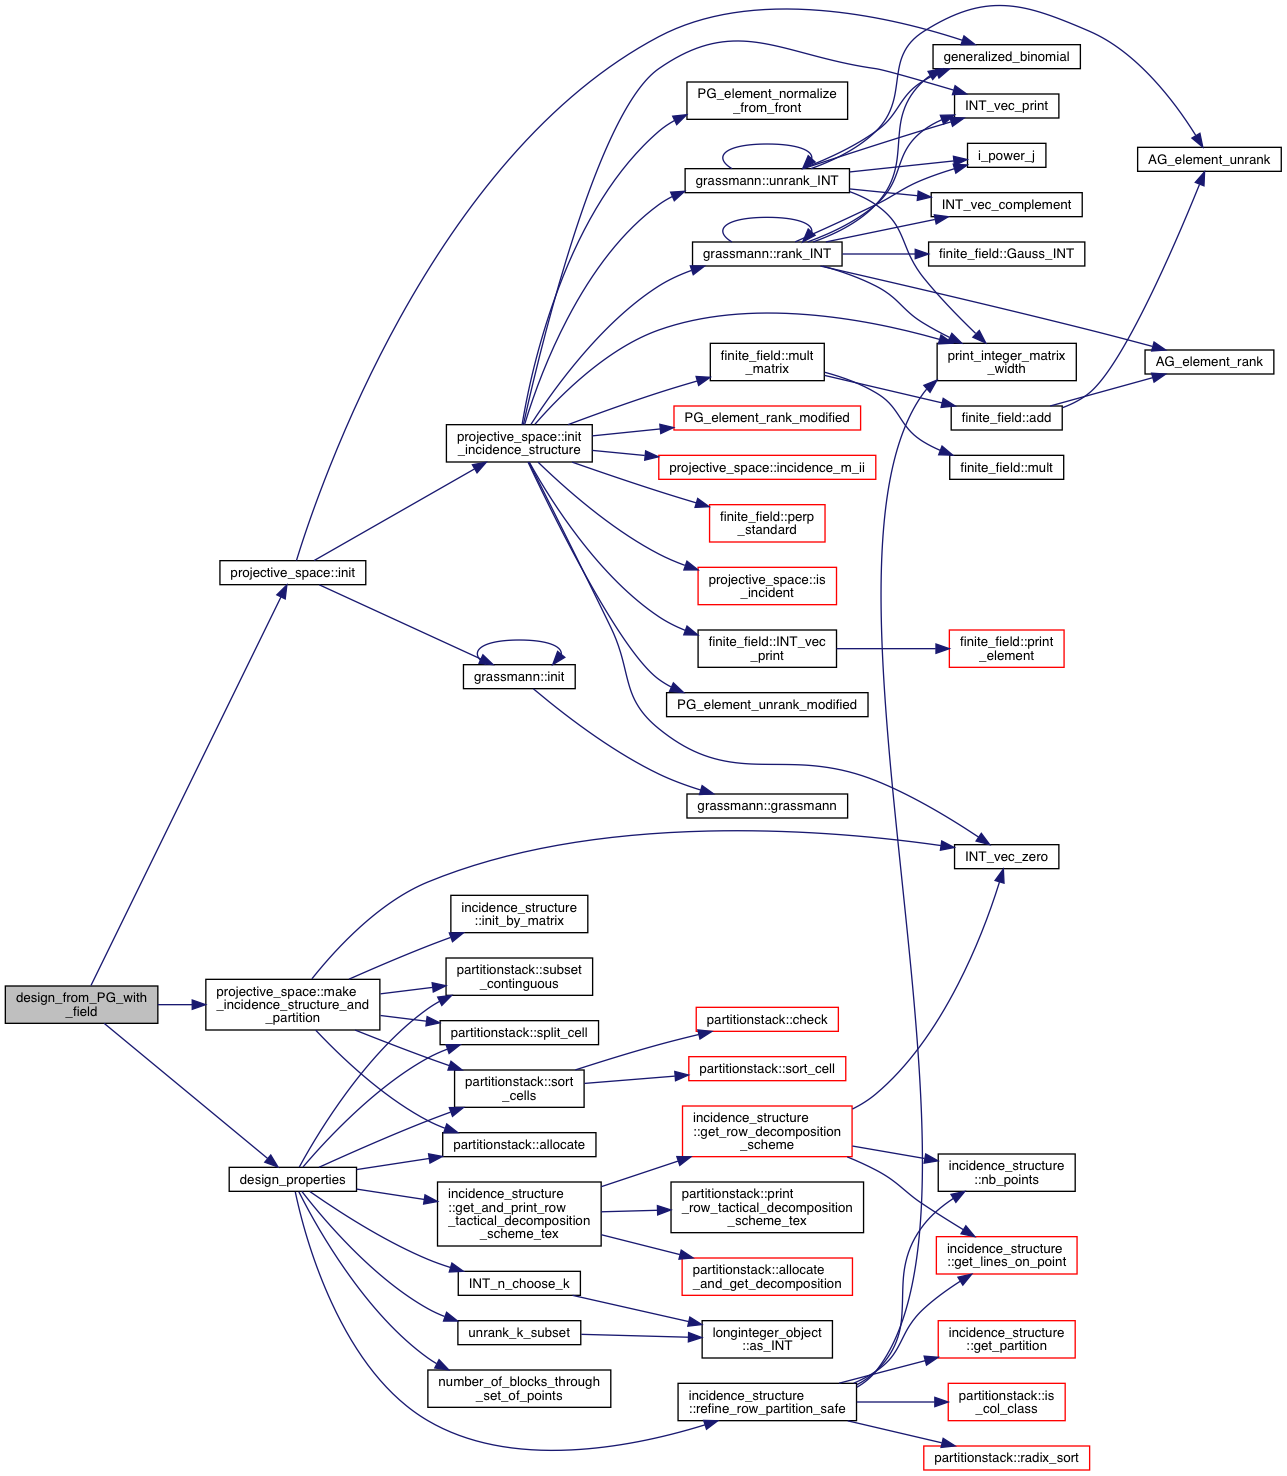 generalized_binomial
PG_element_normalize
_from_front
INT_vec_print
i_power_j
AG_element_unrank
grassmann::unrank_INT
INT_vec_complement
grassmann::rank_INT
finite_field::Gauss_INT
finite_field::mult
_matrix
print_integer_matrix
_width
AG_element_rank
PG_element_rank_modified
finite_field::add
projective_space::init
_incidence_structure
projective_space::incidence_m_ii
finite_field::mult
finite_field::perp
_standard
projective_space::init
projective_space::is
_incident
finite_field::INT_vec
_print
finite_field::print
_element
grassmann::init
PG_element_unrank_modified
grassmann::grassmann
INT_vec_zero
incidence_structure
::init_by_matrix
partitionstack::subset
_continguous
design_from_PG_with
_field
projective_space::make
_incidence_structure_and
_partition
partitionstack::split_cell
partitionstack::check
partitionstack::sort
_cells
partitionstack::sort_cell
partitionstack::allocate
incidence_structure
::get_row_decomposition
_scheme
incidence_structure
::nb_points
design_properties
incidence_structure
::get_and_print_row
_tactical_decomposition
_scheme_tex
partitionstack::print
_row_tactical_decomposition
_scheme_tex
incidence_structure
::get_lines_on_point
partitionstack::allocate
_and_get_decomposition
INT_n_choose_k
unrank_k_subset
longinteger_object
::as_INT
incidence_structure
::get_partition
number_of_blocks_through
_set_of_points
incidence_structure
::refine_row_partition_safe
partitionstack::is
_col_class
partitionstack::radix_sort